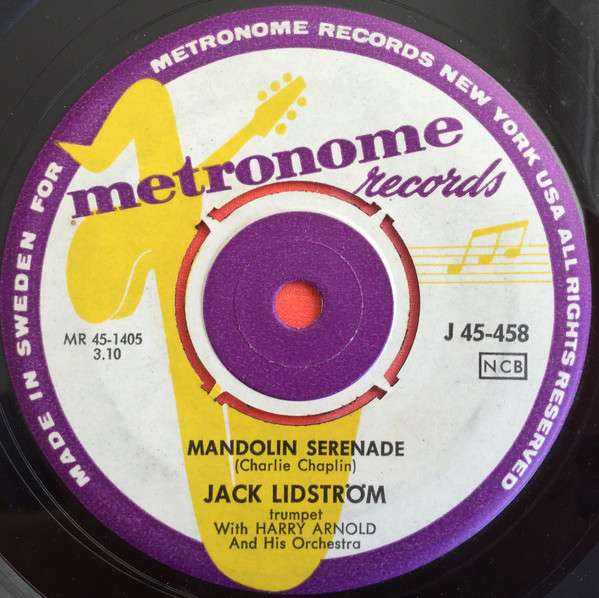 MADE IN SWEDEN FOR METRONOME RECORDS NEW YORK USA ALL RIGHTS RESERVED
metronome
records
MR 45-1405
3.10
J 45-458
NCB
MANDOLIN SERENADE
(Charlie Chaplin)
JACK LIDSTRÖM
trumpet
With HARRY ARNOLD
And His Orchestra